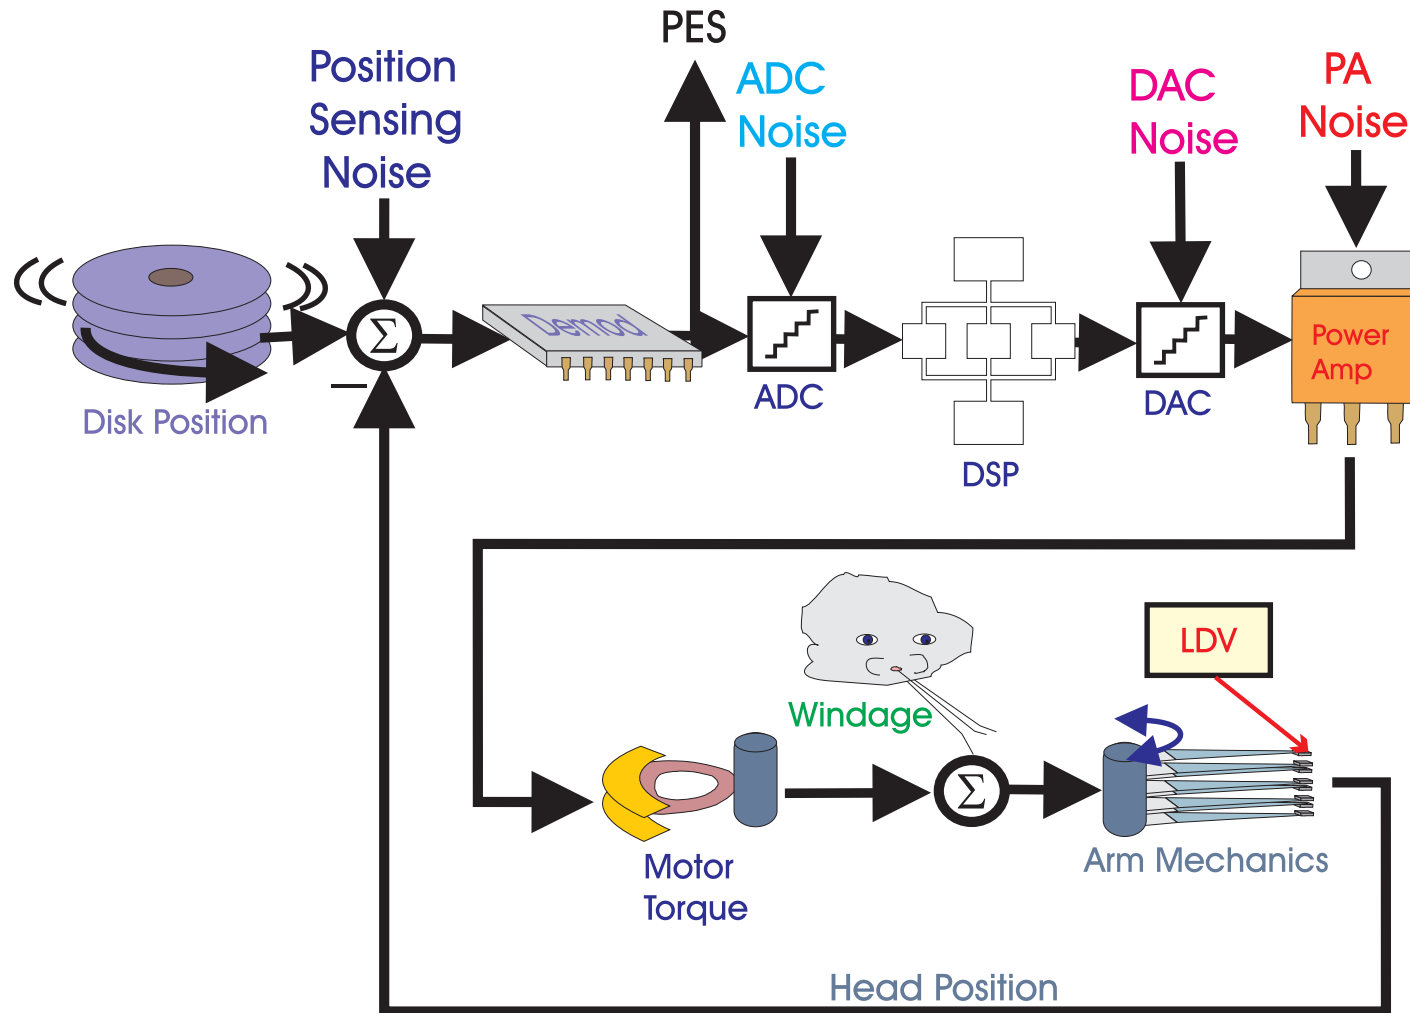 PES
Position
Sensing
Noise
ADC
Noise
DAC
Noise
PA
Noise
Σ
Demod
Power
Amp
Disk Position
ADC
DAC
DSP
LDV
Windage
Σ
Motor
Torque
Arm Mechanics
Head Position